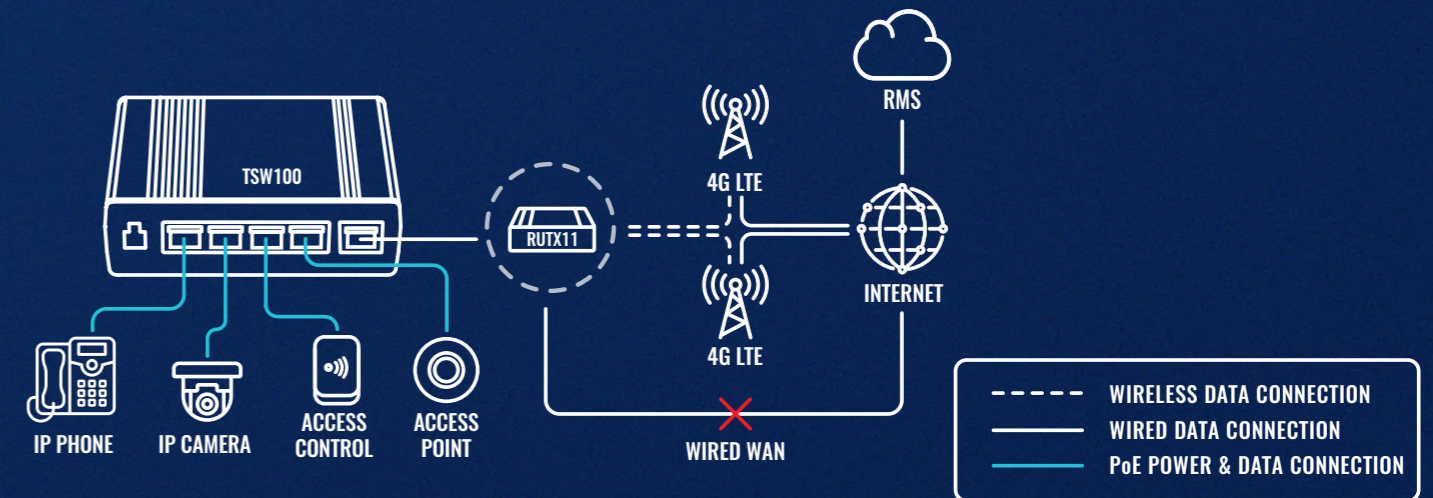 RMS
TSW100
4G LTE
RUTX11
INTERNET
4G LTE
IP PHONE
IP CAMERA
ACCESS
CONTROL
ACCESS
POINT
WIRED WAN
WIRELESS DATA CONNECTION
WIRED DATA CONNECTION
PoE POWER & DATA CONNECTION